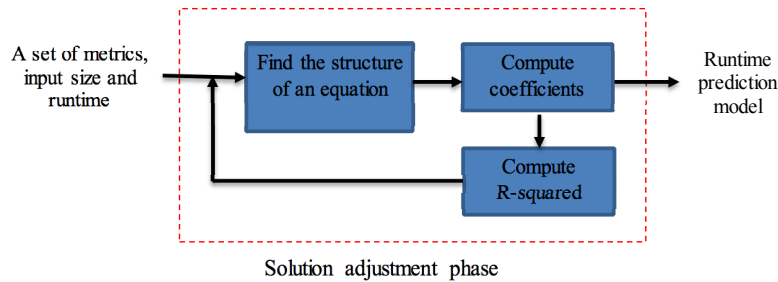 A set of metrics,
input size and
runtime
Find the structure
of an equation
Compute
coefficients
Runtime
prediction
model
Compute
R-squared
Solution adjustment phase